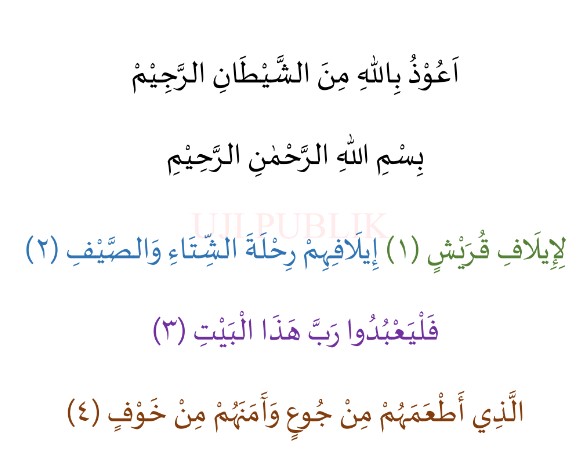 اَعُوْذُ بِاللهِ مِنَ الشَّيْطَانِ الرَّجِيْمْ
بِسْمِ اللهِ الرَّحْمٰنِ الرَّحِيْمِ
UJI PUBLIK
لِإِيلَافِ قُرَيْشٍ (١) إِيلَافِهِمْ رِحْلَةَ الشِّتَاءِ وَالصَّيْفِ (٢)
فَلْيَعْبُدُوا رَبَّ هَذَا الْبَيْتِ (٣)
الَّذِي أَطْعَمَهُمْ مِنْ جُوعٍ وَآَمَنَهُمْ مِنْ خَوْفٍ (٤)